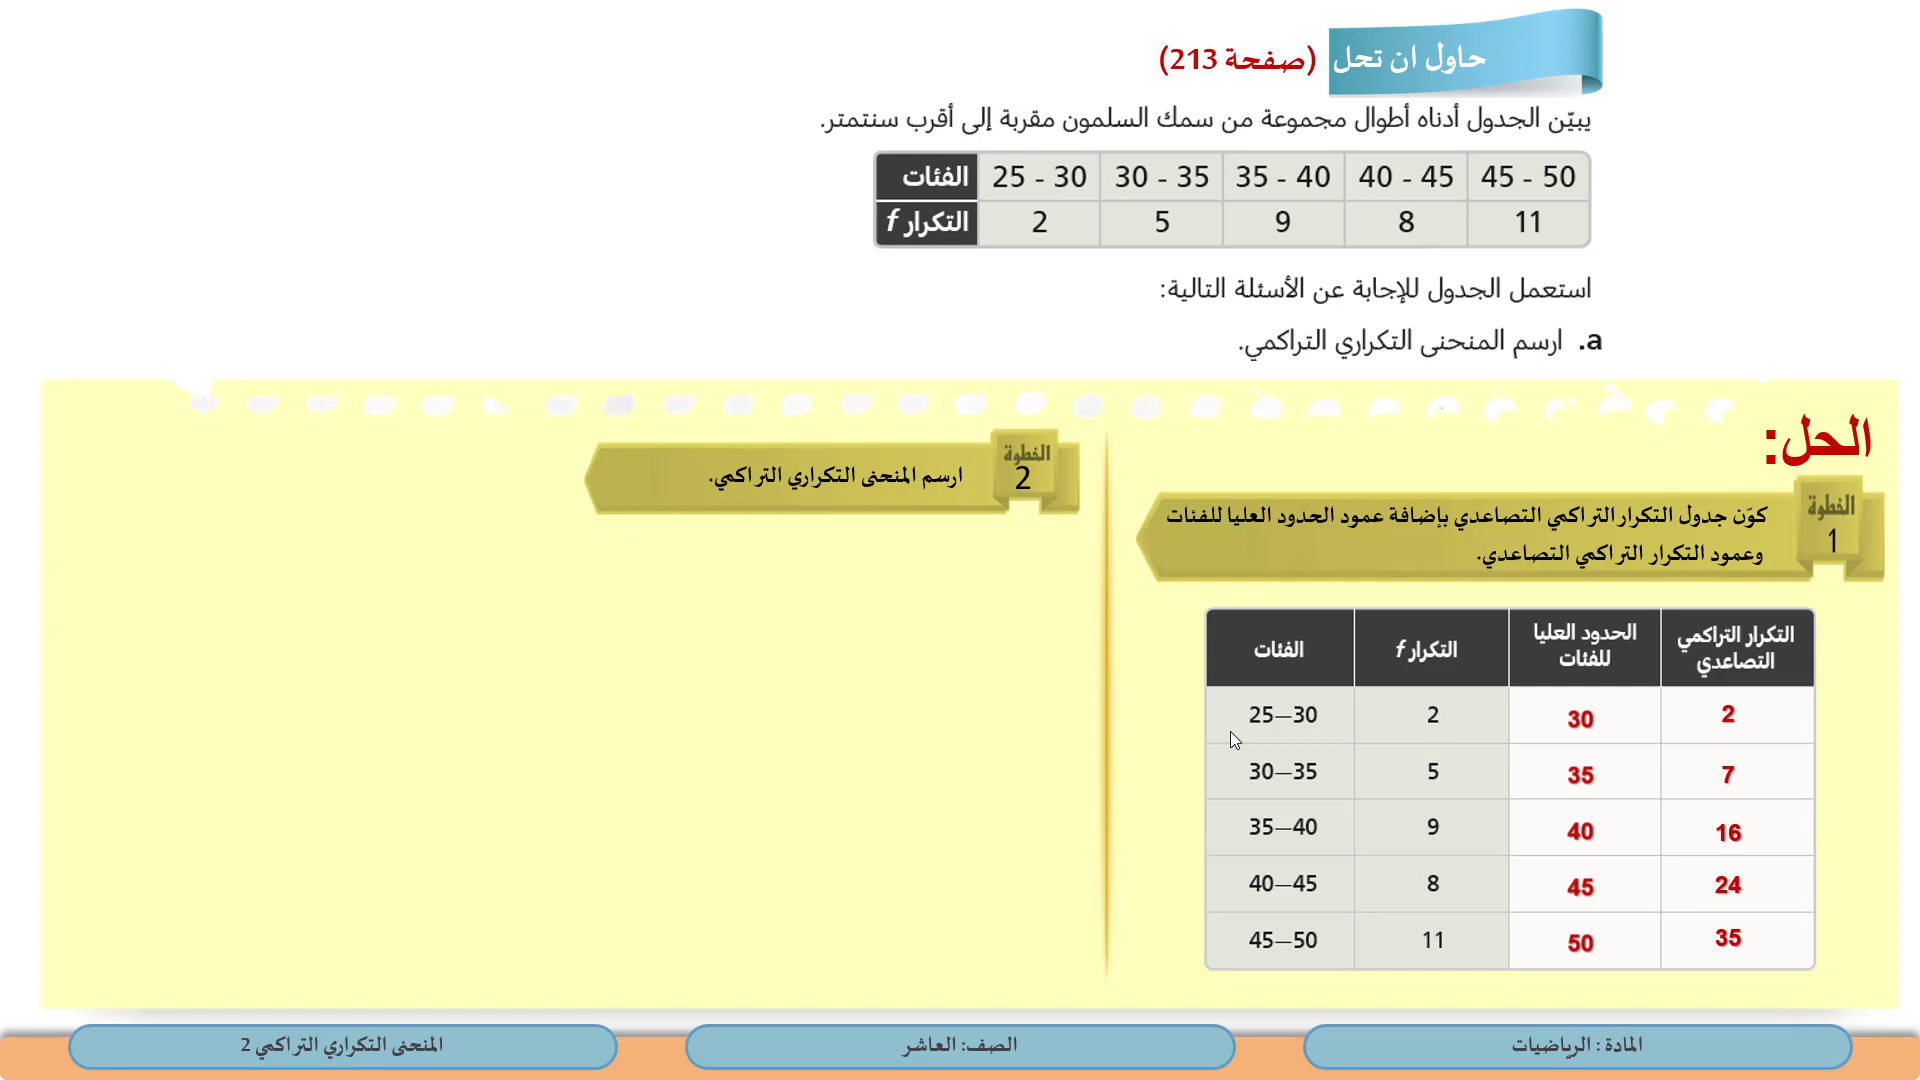 حاول ان تحل (صفحة 213)
يبيّن الجدول أدناه أطوال مجموعة من سمك السلمون مقربة إلى أقرب سنتمتر.
الفئات 25 - 30 30 - 35 35 - 40 40 - 45 45 - 50
التكرار f 2 5 9 8 11
استعمل الجدول للإجابة عن الأسئلة التالية:
a. ارسم المنحنى التكراري التراكمي.
الحل:
الخطوة 1
كوّن جدول التكرار التراكمي التصاعدي بإضافة عمود الحدود العليا للفئات
وعمود التكرار التراكمي التصاعدي.
الفئات التكرار f الحدود العليا للفئات التكرار التراكمي التصاعدي
25—30 2 30 2
30—35 5 35 7
35—40 9 40 16
40—45 8 45 24
45—50 11 50 35
الخطوة 2
ارسم المنحنى التكراري التراكمي.
المادة : الرياضيات
الصف: العاشر
المنحنى التكراري التراكمي 2